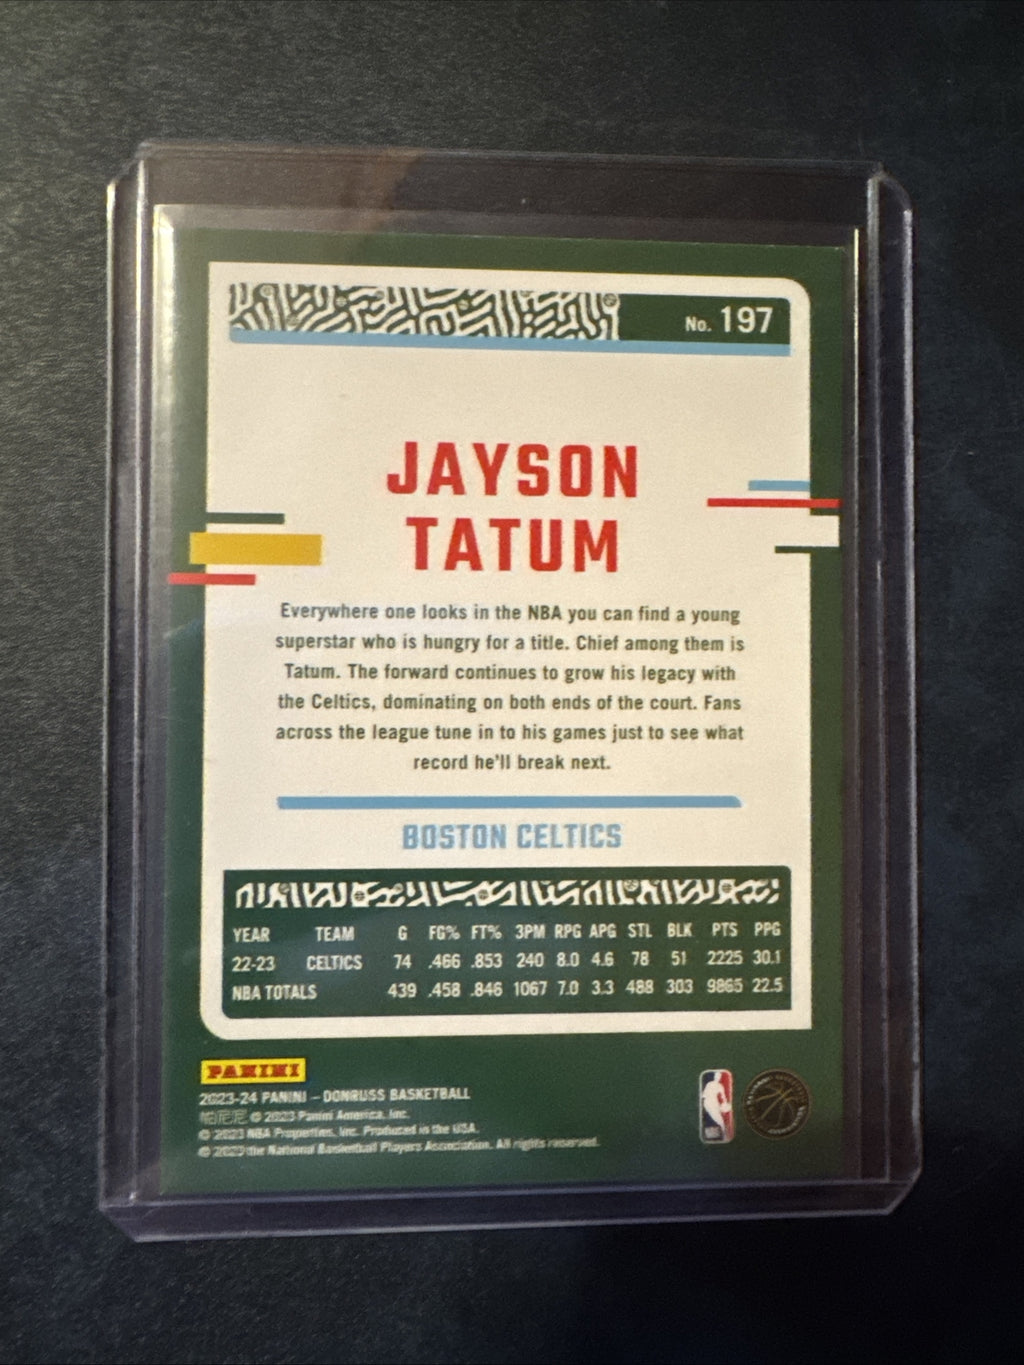 No. 197
JAYSON
TATUM
Everywhere one looks in the NBA you can find a young
superstar who is hungry for a title. Chief among them is
Tatum. The forward continues to grow his legacy with
the Celtics, dominating on both ends of the court. Fans
across the league tune in to his games just to see what
record he'll break next.
BOSTON CELTICS
YEAR TEAM G FG% FT% 3PM RPG APG STL BLK PTS PPG
22-23 CELTICS 74 .466 .853 240 8.0 4.6 78 51 2225 30.1
NBA TOTALS 439 .458 .846 1067 7.0 3.3 488 303 9865 22.5
PANINI
2023-24 PANINI – DONRUSS BASKETBALL
帕尼尼 © 2023 Panini America, Inc.
© 2023 NBA Properties, Inc. Produced in the USA.
© 2023 the National Basketball Players Association. All rights reserved.